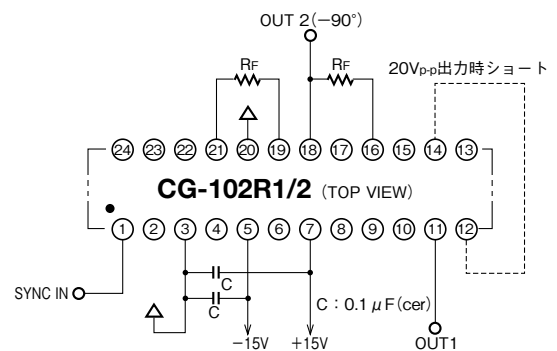 OUT 2(−90°)
RF RF
20Vp-p出力時ショート
24 23 22 21 20 19 18 17 16 15 14 13
CG-102R1/2 (TOP VIEW)
1 2 3 4 5 6 7 8 9 10 11 12
C
SYNC IN
C
C : 0.1 μF(cer)
−15V +15V OUT1